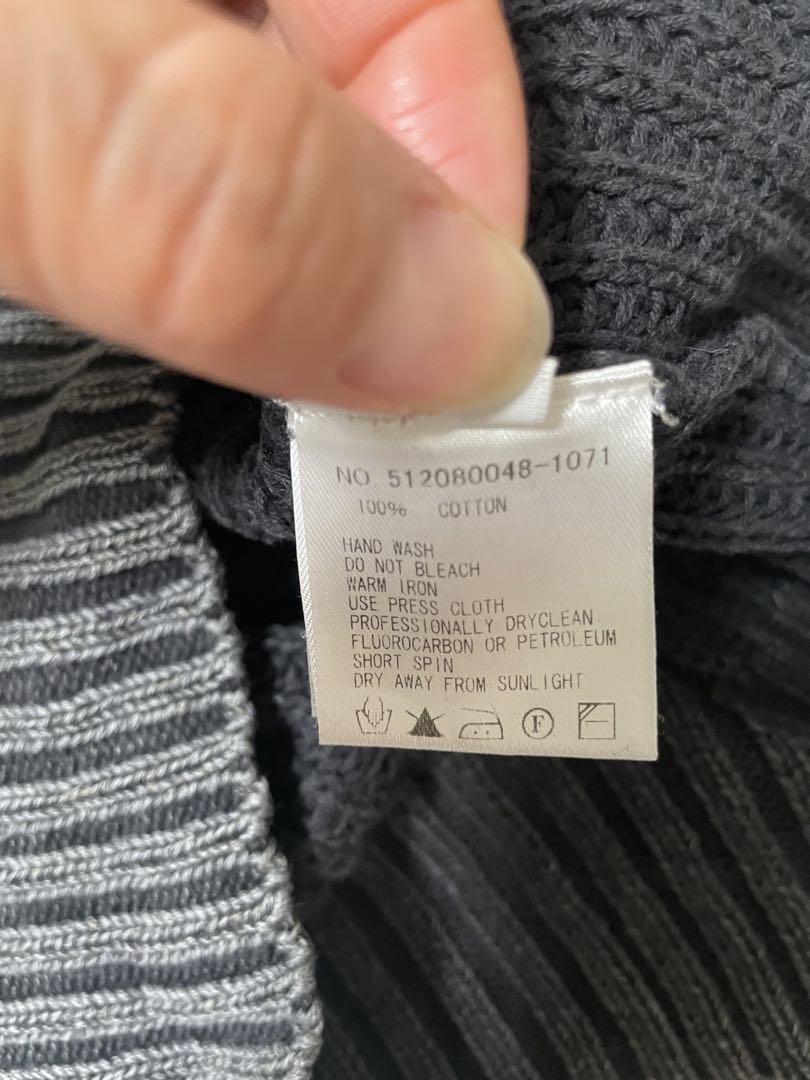 NO. 512080048-1071
100% COTTON
HAND WASH
DO NOT BLEACH
WARM IRON
USE PRESS CLOTH
PROFESSIONALLY DRYCLEAN
FLUOROCARBON OR PETROLEUM
SHORT SPIN
DRY AWAY FROM SUNLIGHT
F